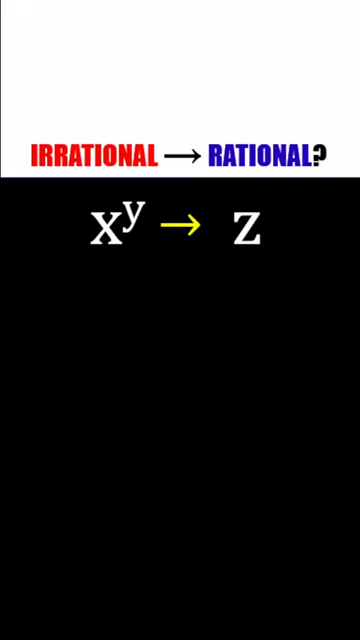 IRRATIONAL → RATIONAL?
xʸ → z